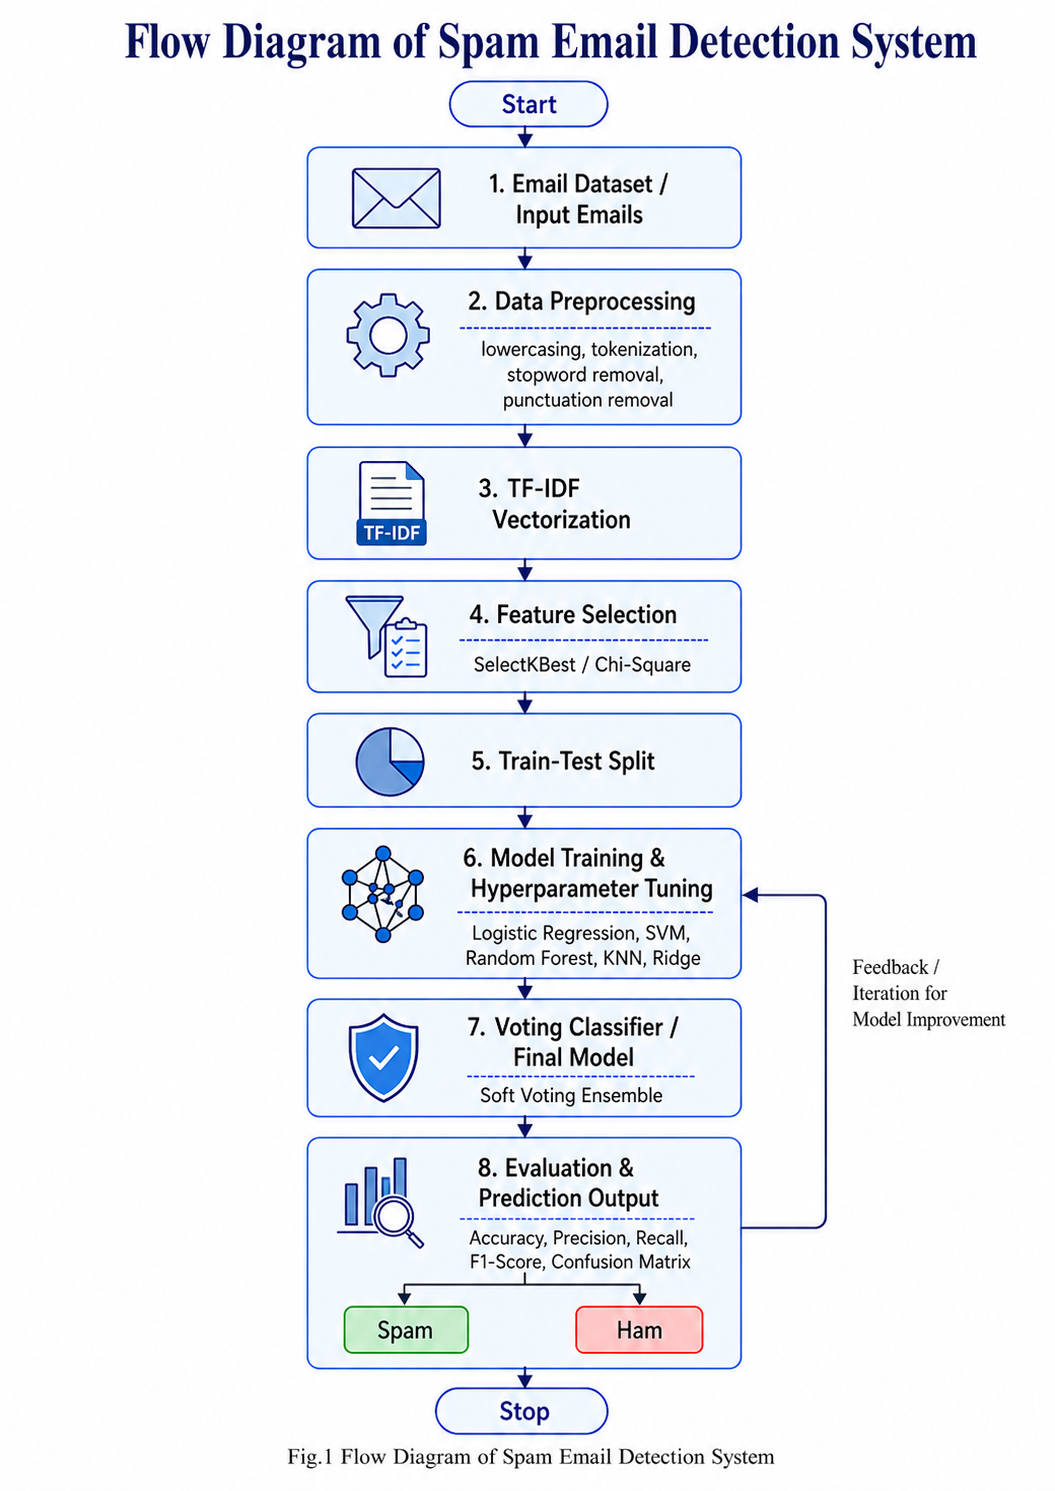 Flow Diagram of Spam Email Detection System
Start
1. Email Dataset /
Input Emails
2. Data Preprocessing
lowercasing, tokenization,
stopword removal,
punctuation removal
TF-IDF
3. TF-IDF
Vectorization
4. Feature Selection
SelectKBest / Chi-Square
5. Train-Test Split
6. Model Training &
Hyperparameter Tuning
Logistic Regression, SVM,
Random Forest, KNN, Ridge
Feedback /
Iteration for
Model Improvement
7. Voting Classifier /
Final Model
Soft Voting Ensemble
8. Evaluation &
Prediction Output
Accuracy, Precision, Recall,
F1-Score, Confusion Matrix
Spam
Ham
Stop
Fig.1 Flow Diagram of Spam Email Detection System